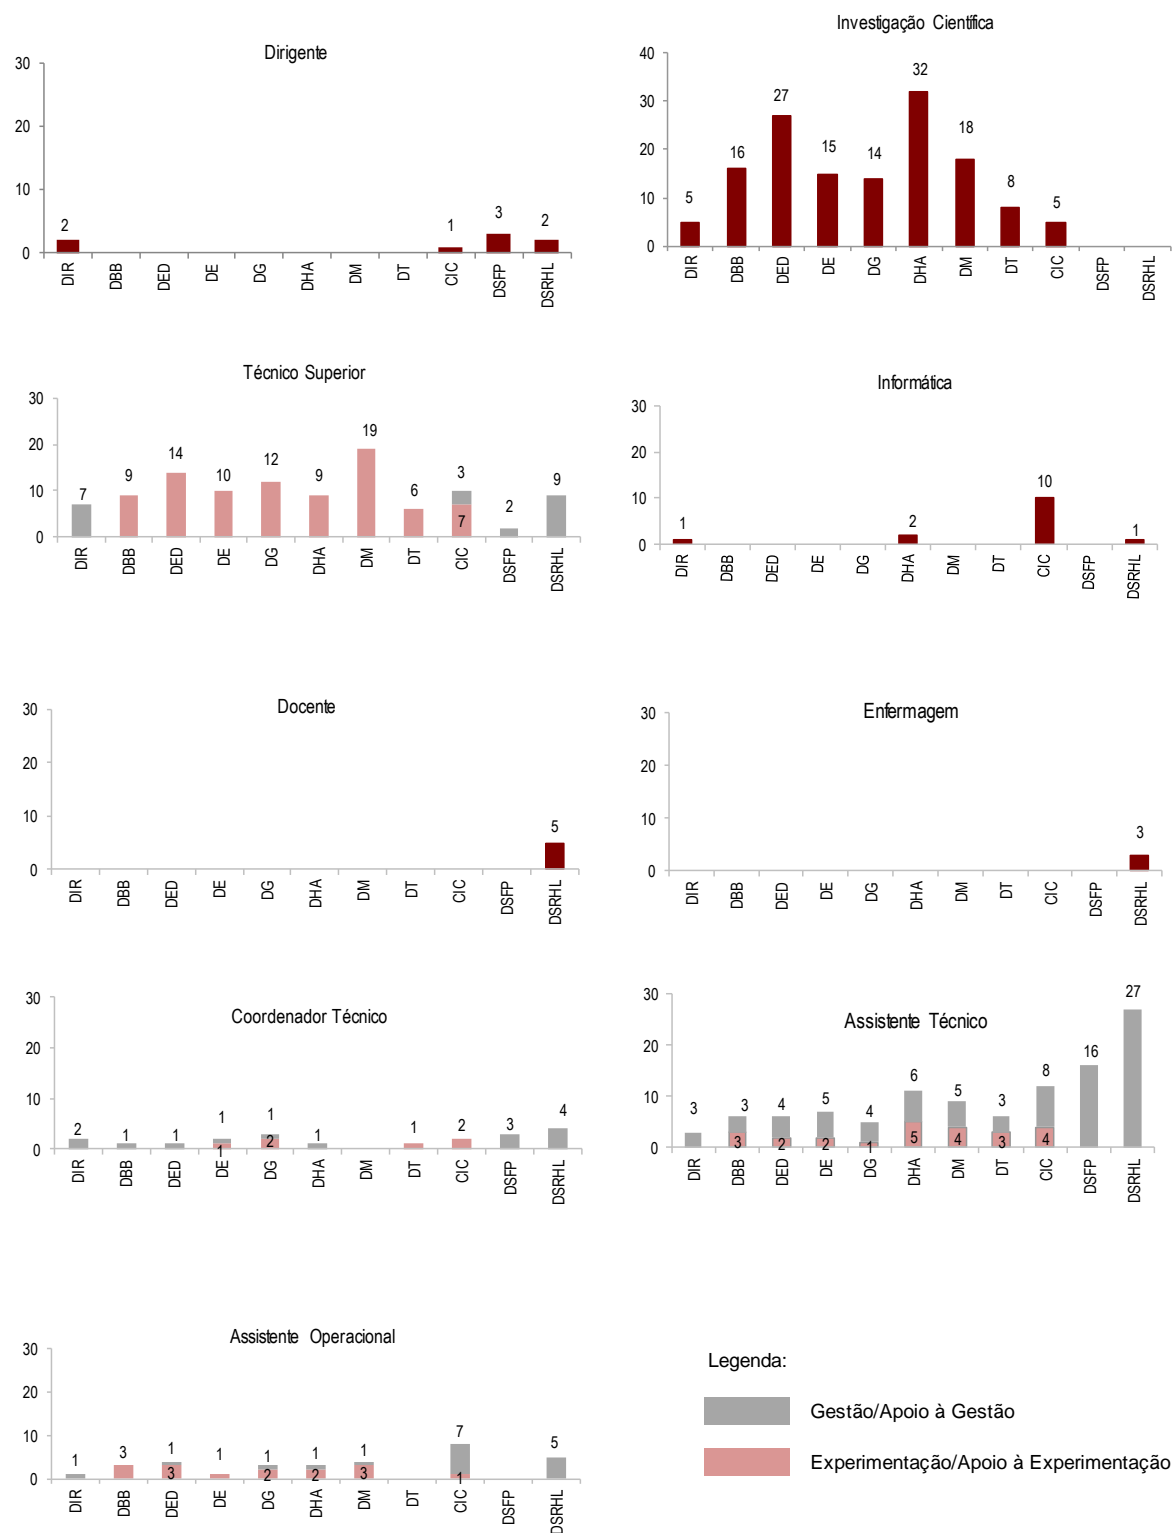 Dirigente
30
20
10
0
2
1
3
2
DIR
DBB
DED
DE
DG
DHA
DM
DT
CIC
DSFP
DSRHL
Investigação Científica
40
30
20
10
0
5
16
27
15
14
32
18
8
5
DIR
DBB
DED
DE
DG
DHA
DM
DT
CIC
DSFP
DSRHL
Técnico Superior
30
20
10
0
7
9
14
10
12
9
19
6
3
7
2
9
DIR
DBB
DED
DE
DG
DHA
DM
DT
CIC
DSFP
DSRHL
Informática
30
20
10
0
1
2
10
1
DIR
DBB
DED
DE
DG
DHA
DM
DT
CIC
DSFP
DSRHL
Docente
30
20
10
0
5
DIR
DBB
DED
DE
DG
DHA
DM
DT
CIC
DSFP
DSRHL
Enfermagem
30
20
10
0
3
DIR
DBB
DED
DE
DG
DHA
DM
DT
CIC
DSFP
DSRHL
Coordenador Técnico
30
20
10
0
2
1
1
1
1
1
2
1
1
2
3
4
DIR
DBB
DED
DE
DG
DHA
DM
DT
CIC
DSFP
DSRHL
Assistente Técnico
30
20
10
0
3
3
3
4
2
5
2
4
1
6
5
5
4
3
3
8
4
16
27
DIR
DBB
DED
DE
DG
DHA
DM
DT
CIC
DSFP
DSRHL
Assistente Operacional
30
20
10
0
1
3
1
3
1
1
2
1
2
1
3
7
1
5
DIR
DBB
DED
DE
DG
DHA
DM
DT
CIC
DSFP
DSRHL
Legenda:
Gestão/Apoio à Gestão
Experimentação/Apoio à Experimentação